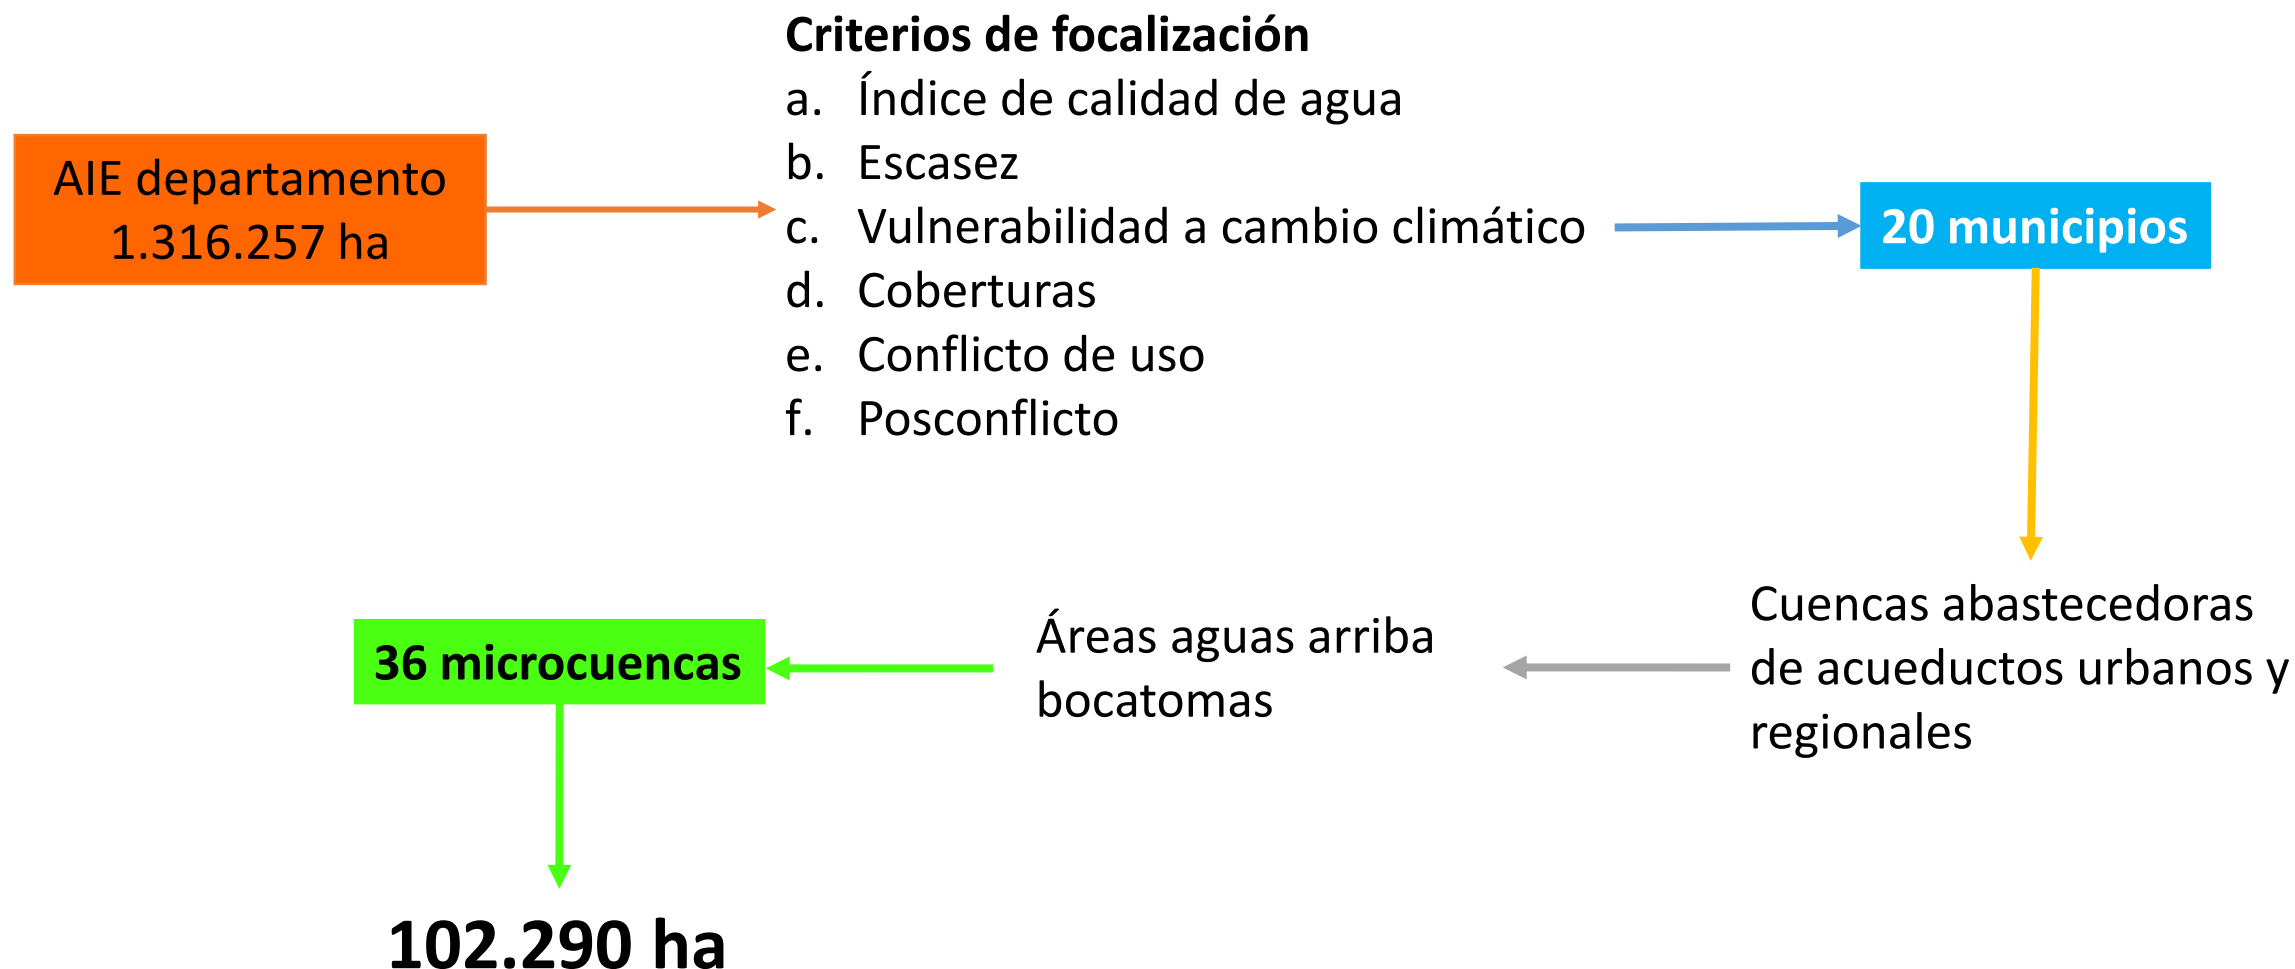 AIE departamento
1.316.257 ha
Criterios de focalización
a. Índice de calidad de agua
b. Escasez
c. Vulnerabilidad a cambio climático
d. Coberturas
e. Conflicto de uso
f. Posconflicto
20 municipios
Cuencas abastecedoras
de acueductos urbanos y
regionales
Áreas aguas arriba
bocatomas
36 microcuencas
102.290 ha